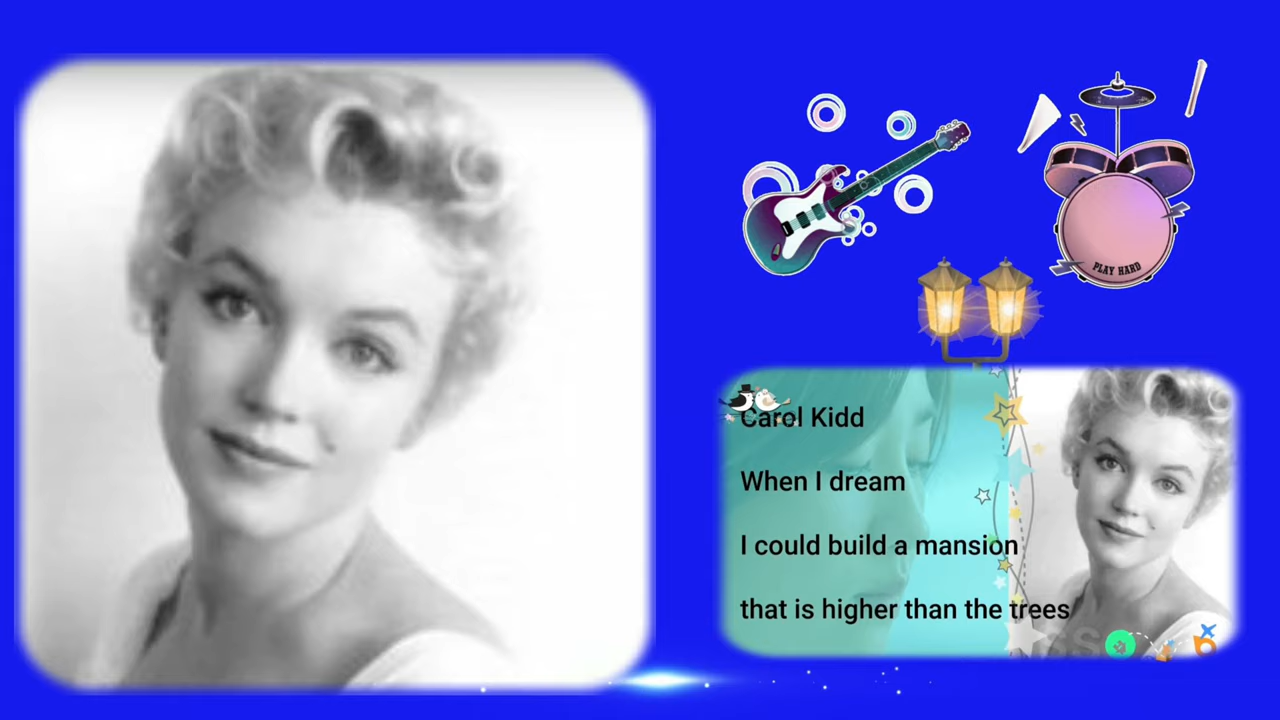 PLAY HARD
Carol Kidd
When I dream
I could build a mansion
that is higher than the trees